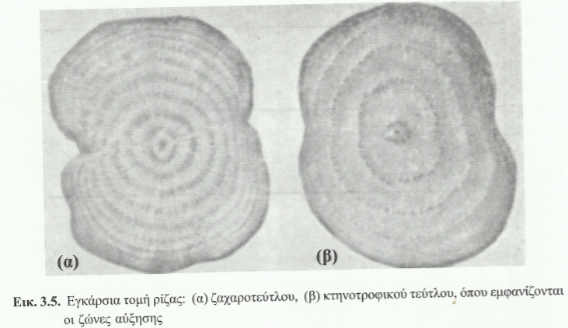 (α) (β)
Εικ. 3.5. Εγκάρσια τομή ρίζας: (α) ζαχαροτεύτλου, (β) κτηνοτροφικού τεύτλου, όπου εμφανίζονται
οι ζώνες αύξησης